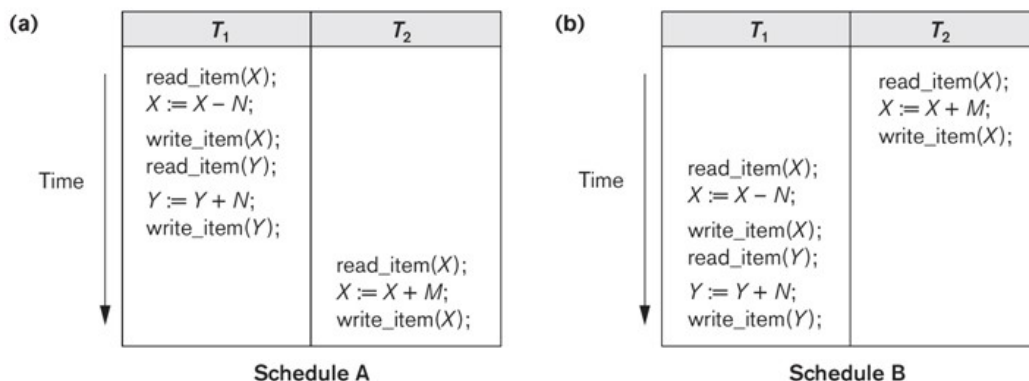 (a)
T1 T2
Time
read_item(X);
X := X – N;
write_item(X);
read_item(Y);
Y := Y + N;
write_item(Y);
read_item(X);
X := X + M;
write_item(X);
Schedule A
(b)
T1 T2
Time
read_item(X);
X := X + M;
write_item(X);
read_item(X);
X := X – N;
write_item(X);
read_item(Y);
Y := Y + N;
write_item(Y);
Schedule B